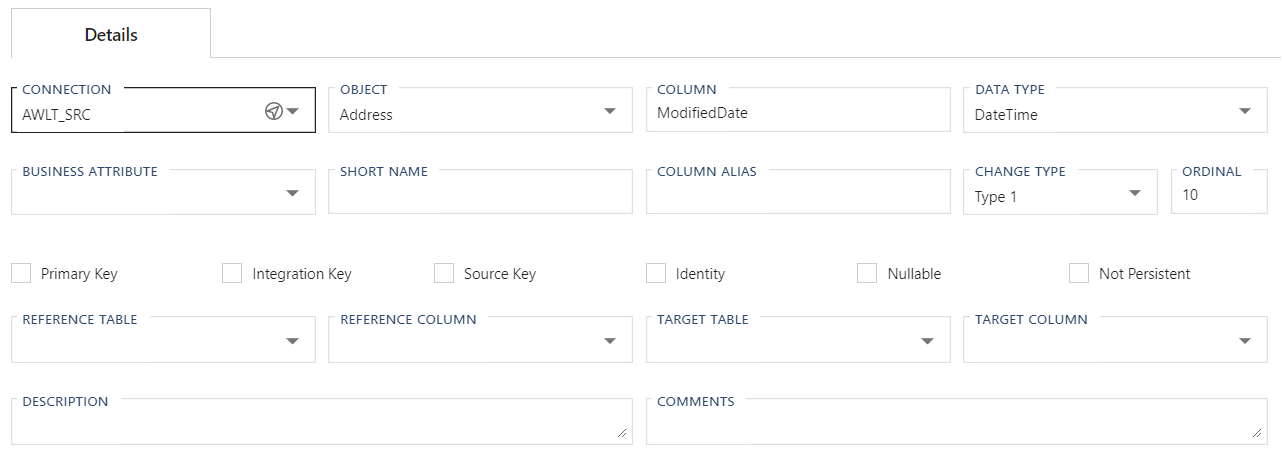 Details
CONNECTION OBJECT COLUMN DATA TYPE
AWLT_SRC Address ModifiedDate DateTime
BUSINESS ATTRIBUTE SHORT NAME COLUMN ALIAS CHANGE TYPE ORDINAL
Type 1 10
Primary Key Integration Key Source Key Identity Nullable Not Persistent
REFERENCE TABLE REFERENCE COLUMN TARGET TABLE TARGET COLUMN
DESCRIPTION COMMENTS